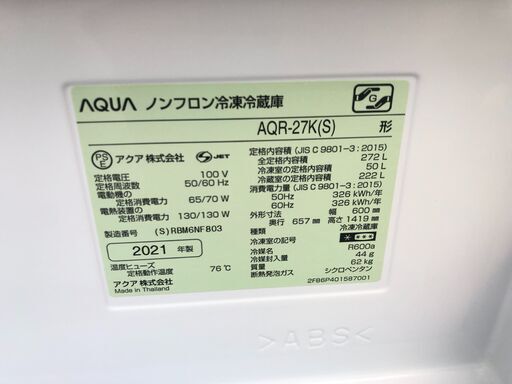 AQUA ノンフロン冷凍冷蔵庫
G
AQR-27K(S) 形
PS E アクア 株式会社 S JET
定格電圧 100 V
定格周波数 50/60 Hz
電動機の
定格消費電力 65/70 W
電熱装置の
定格消費電力 130/130 W
製造番号 (S)RBM6NF803
2021 年製
温度ヒューズ
定格動作温度 76℃
アクア 株式会社
Made in Thailand
定格内容積 (JIS C 9801-3:2015)
全定格内容積 272 L
冷凍室の定格内容積 50 L
冷蔵室の定格内容積 222 L
消費電力量 (JIS C 9801-3:2015)
50Hz 326 kWh/年
60Hz 326 kWh/年
外形寸法 幅 600 mm
奥行 657 mm 高さ 1419 mm
種類 冷凍冷蔵庫
冷凍室の記号
冷媒名 R600a
冷媒封入量 44 g
質量 62 kg
断熱発泡ガス シクロペンタン
2FB6P401587001
>ABS<